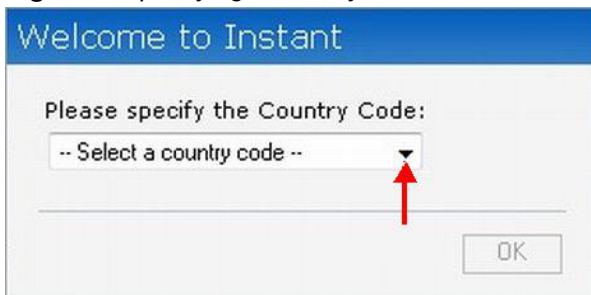 Welcome to Instant
Please specify the Country Code:
-- Select a country code --
OK